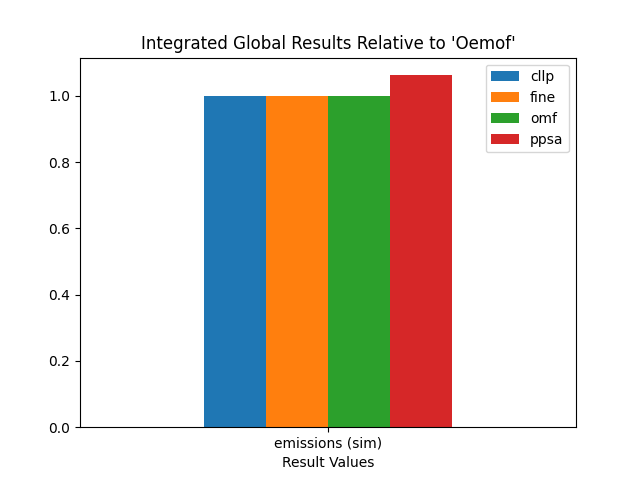 Integrated Global Results Relative to 'Oemof'
cllp
fine
omf
ppsa
1.0
0.8
0.6
0.4
0.2
0.0
emissions (sim)
Result Values